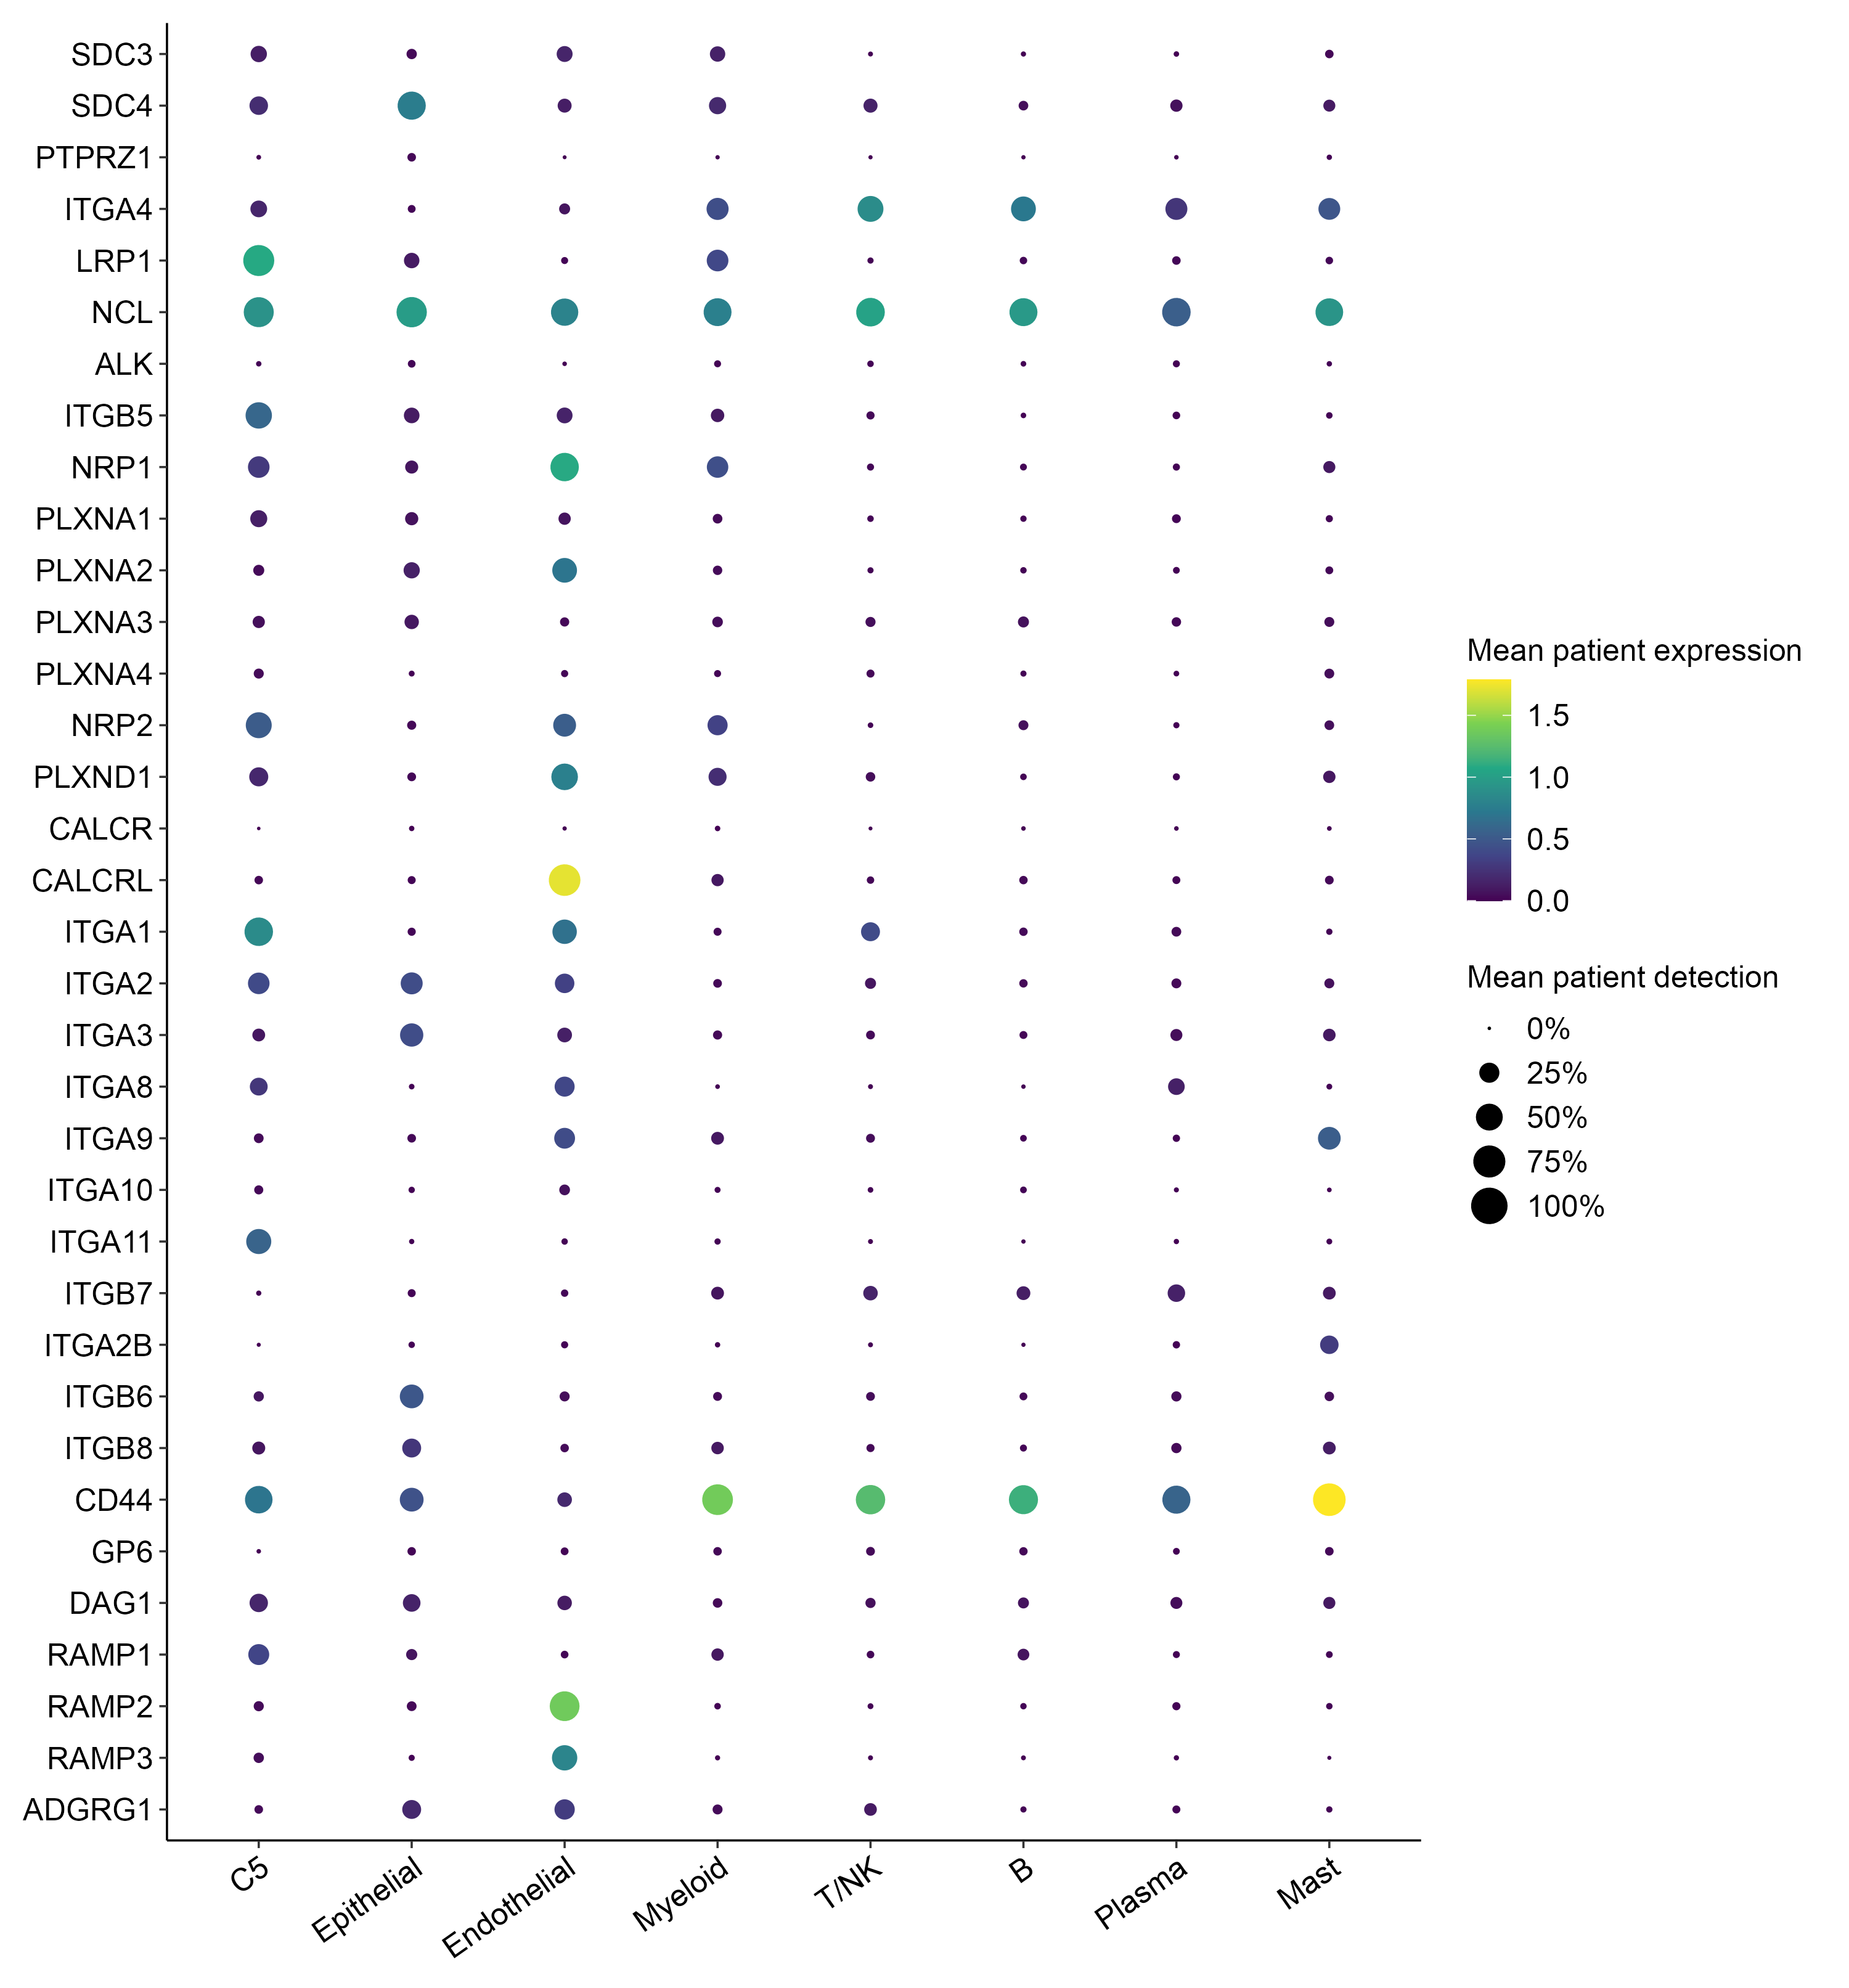 SDC3
SDC4
PTPRZ1
ITGA4
LRP1
NCL
ALK
ITGB5
NRP1
PLXNA1
PLXNA2
PLXNA3
PLXNA4
NRP2
PLXND1
CALCR
CALCRL
ITGA1
ITGA2
ITGA3
ITGA8
ITGA9
ITGA10
ITGA11
ITGB7
ITGA2B
ITGB6
ITGB8
CD44
GP6
DAG1
RAMP1
RAMP2
RAMP3
ADGRG1
C5
Epithelial
Endothelial
Myeloid
T/NK
B
Plasma
Mast
Mean patient expression
1.5
1.0
0.5
0.0
Mean patient detection
0%
25%
50%
75%
100%